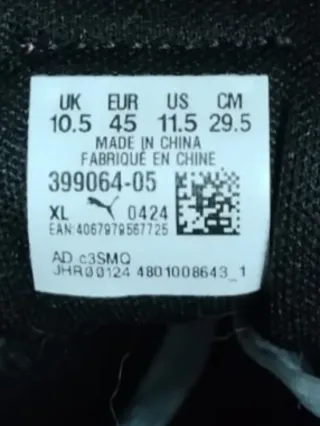 UK EUR US CM
10.5 45 11.5 29.5
MADE IN CHINA
FABRIQUÉ EN CHINE
399064-05
XL 0424
EAN:4067979567725
AD c3SMQ
JHR00124 4801008643_1